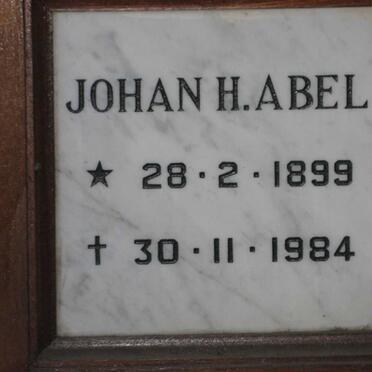 JOHAN H. ABEL
★ 28·2·1899
† 30·11·1984